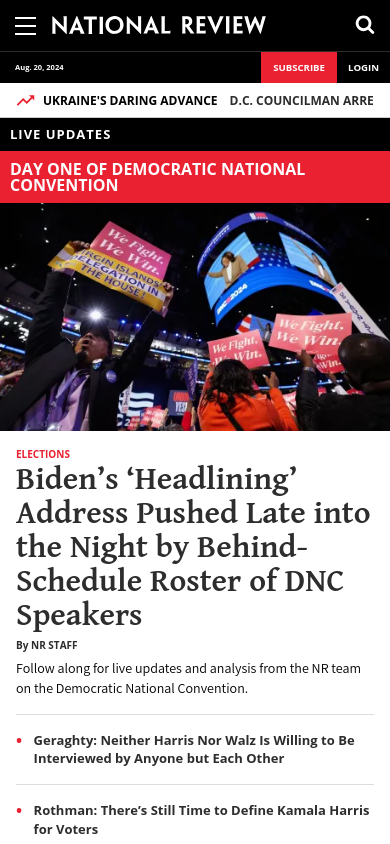 NATIONAL REVIEW
Aug. 20, 2024
SUBSCRIBE
LOGIN
UKRAINE'S DARING ADVANCE
D.C. COUNCILMAN ARRE
LIVE UPDATES
DAY ONE OF DEMOCRATIC NATIONAL
CONVENTION
We Fight,
We Win.
VIRGIN ISLANDS
DELEGATION IN
THE HOUSE!
We Fight,
We Win.
We Fight,
We Win.
ELECTIONS
Biden’s ‘Headlining’
Address Pushed Late into
the Night by Behind-
Schedule Roster of DNC
Speakers
By NR STAFF
Follow along for live updates and analysis from the NR team
on the Democratic National Convention.
Geraghty: Neither Harris Nor Walz Is Willing to Be
Interviewed by Anyone but Each Other
Rothman: There’s Still Time to Define Kamala Harris
for Voters